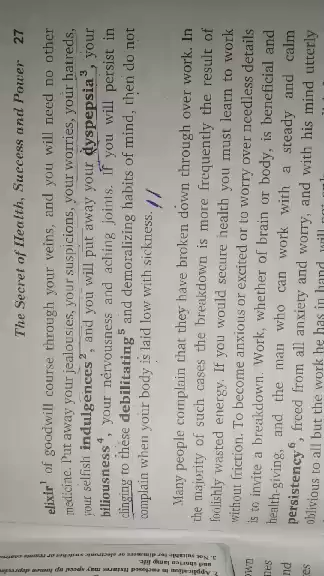 The Secret of Health, Success and Power 27
elixir1 of goodwill course through your veins, and you will need no other
medicine. Put away your jealousies, your suspicions, your worries, your hatreds,
your selfish indulgences2, and you will put away your dyspepsia3, your
biliousness4, your nervousness and aching joints. If you will persist in
clinging to these debilitating5 and demoralizing habits of mind, then do not
complain when your body is laid low with sickness.
Many people complain that they have broken down through over work. In
the majority of such cases the breakdown is more frequently the result of
foolishly wasted energy. If you would secure health you must learn to work
without friction. To become anxious or excited or to worry over needless details
is to invite a breakdown. Work, whether of brain or body, is beneficial and
health-giving, and the man who can work with a steady and calm
persistency6, freed from all anxiety and worry, and with his mind utterly
oblivious to all but the work he has in hand, will